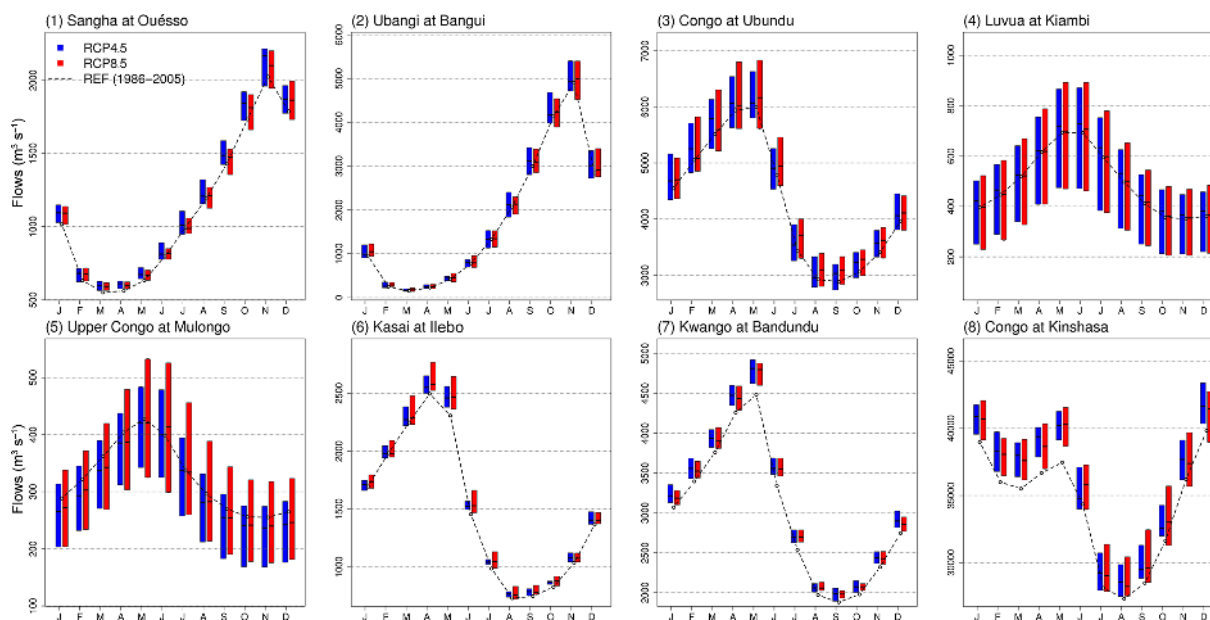 (1) Sangha at Ouésso
RCP4.5
RCP8.5
REF (1986–2005)
Flows (m³ s⁻¹)
2000
1500
1000
500
J F M A M J J A S O N D
(2) Ubangi at Bangui
6000
5000
4000
3000
2000
1000
0
J F M A M J J A S O N D
(3) Congo at Ubundu
7000
6000
5000
4000
3000
J F M A M J J A S O N D
(4) Luvua at Kiambi
1000
800
600
400
200
J F M A M J J A S O N D
(5) Upper Congo at Mulongo
Flows (m³ s⁻¹)
500
400
300
200
100
J F M A M J J A S O N D
(6) Kasai at Ilebo
2500
2000
1500
1000
J F M A M J J A S O N D
(7) Kwango at Bandundu
5000
4500
4000
3500
3000
2500
2000
J F M A M J J A S O N D
(8) Congo at Kinshasa
45000
40000
35000
30000
J F M A M J J A S O N D